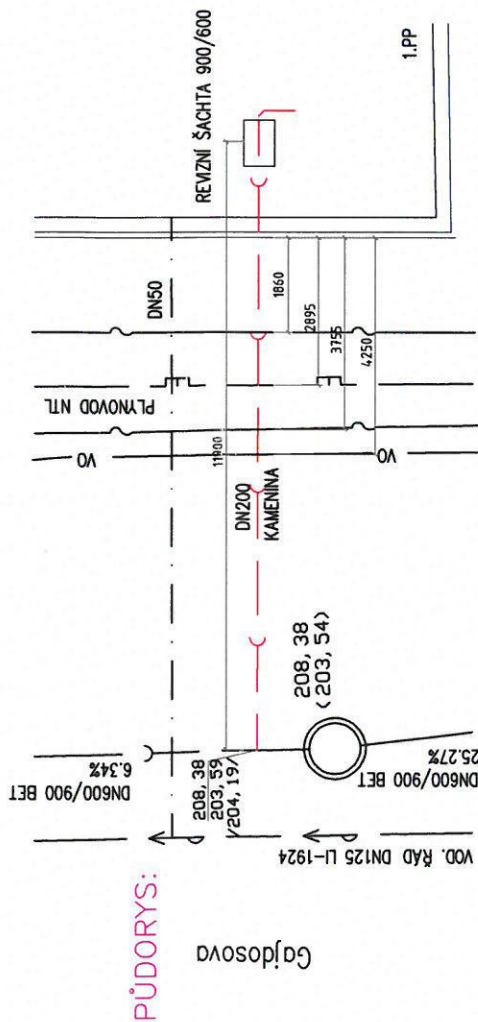 PŮDORYS:
Gajdosova
REVIZNÍ ŠACHTA 900/600
1.PP
DN50
PLYNOVOD NTL
VO
VO
1860
2895
3755
4250
11900
DN200
KAMENINA
208, 38
(203, 54)
208, 38
203, 59
/204, 19/
DN600/900 BET
6.34%
DN600/900 BET
25.27%
VOD. ŘÁD DN125 LI-1924